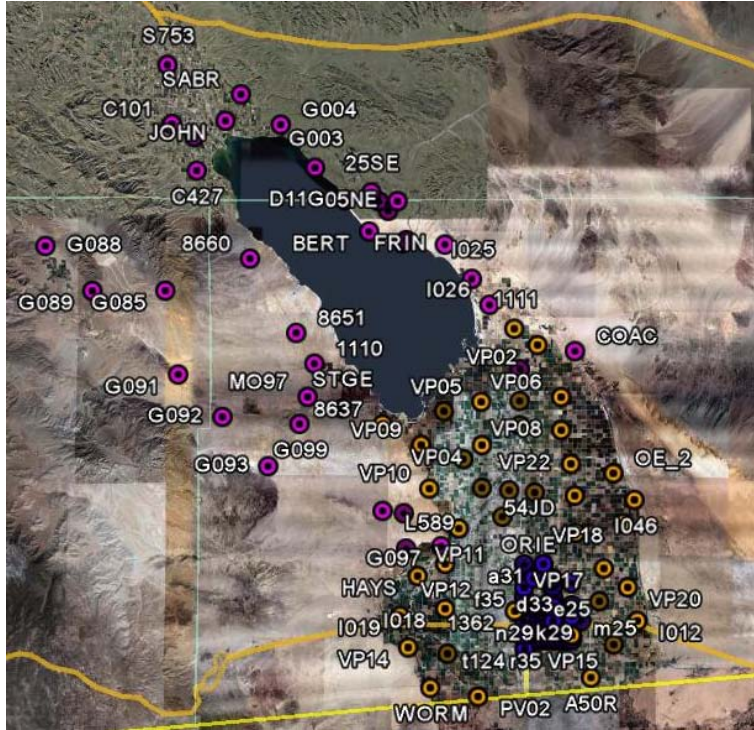 S753
SABR
C101
G004
JOHN
G003
25SE
C427
D11G05NE
G088
8660
BERT
FRIN
I025
G089
G085
I026
1111
8651
COAC
1110
VP02
G091
MO97
STGE
VP05
VP06
G092
8637
VP09
VP08
G099
G093
VP04
VP22
OE_2
VP10
54JD
L589
VP18
I046
G097
VP11
ORIE
HAYS
a31
VP17
VP12
f35
d33
e25
VP20
I019
I018
1362
n29
k29
m25
I012
VP14
t124
r35
VP15
WORM
PV02
A50R